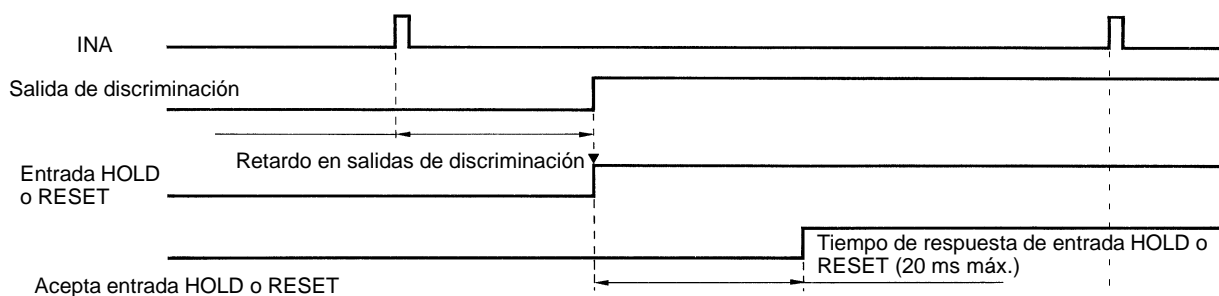 INA
Salida de discriminación
Retardo en salidas de discriminación
Entrada HOLD
o RESET
Tiempo de respuesta de entrada HOLD o
RESET (20 ms máx.)
Acepta entrada HOLD o RESET